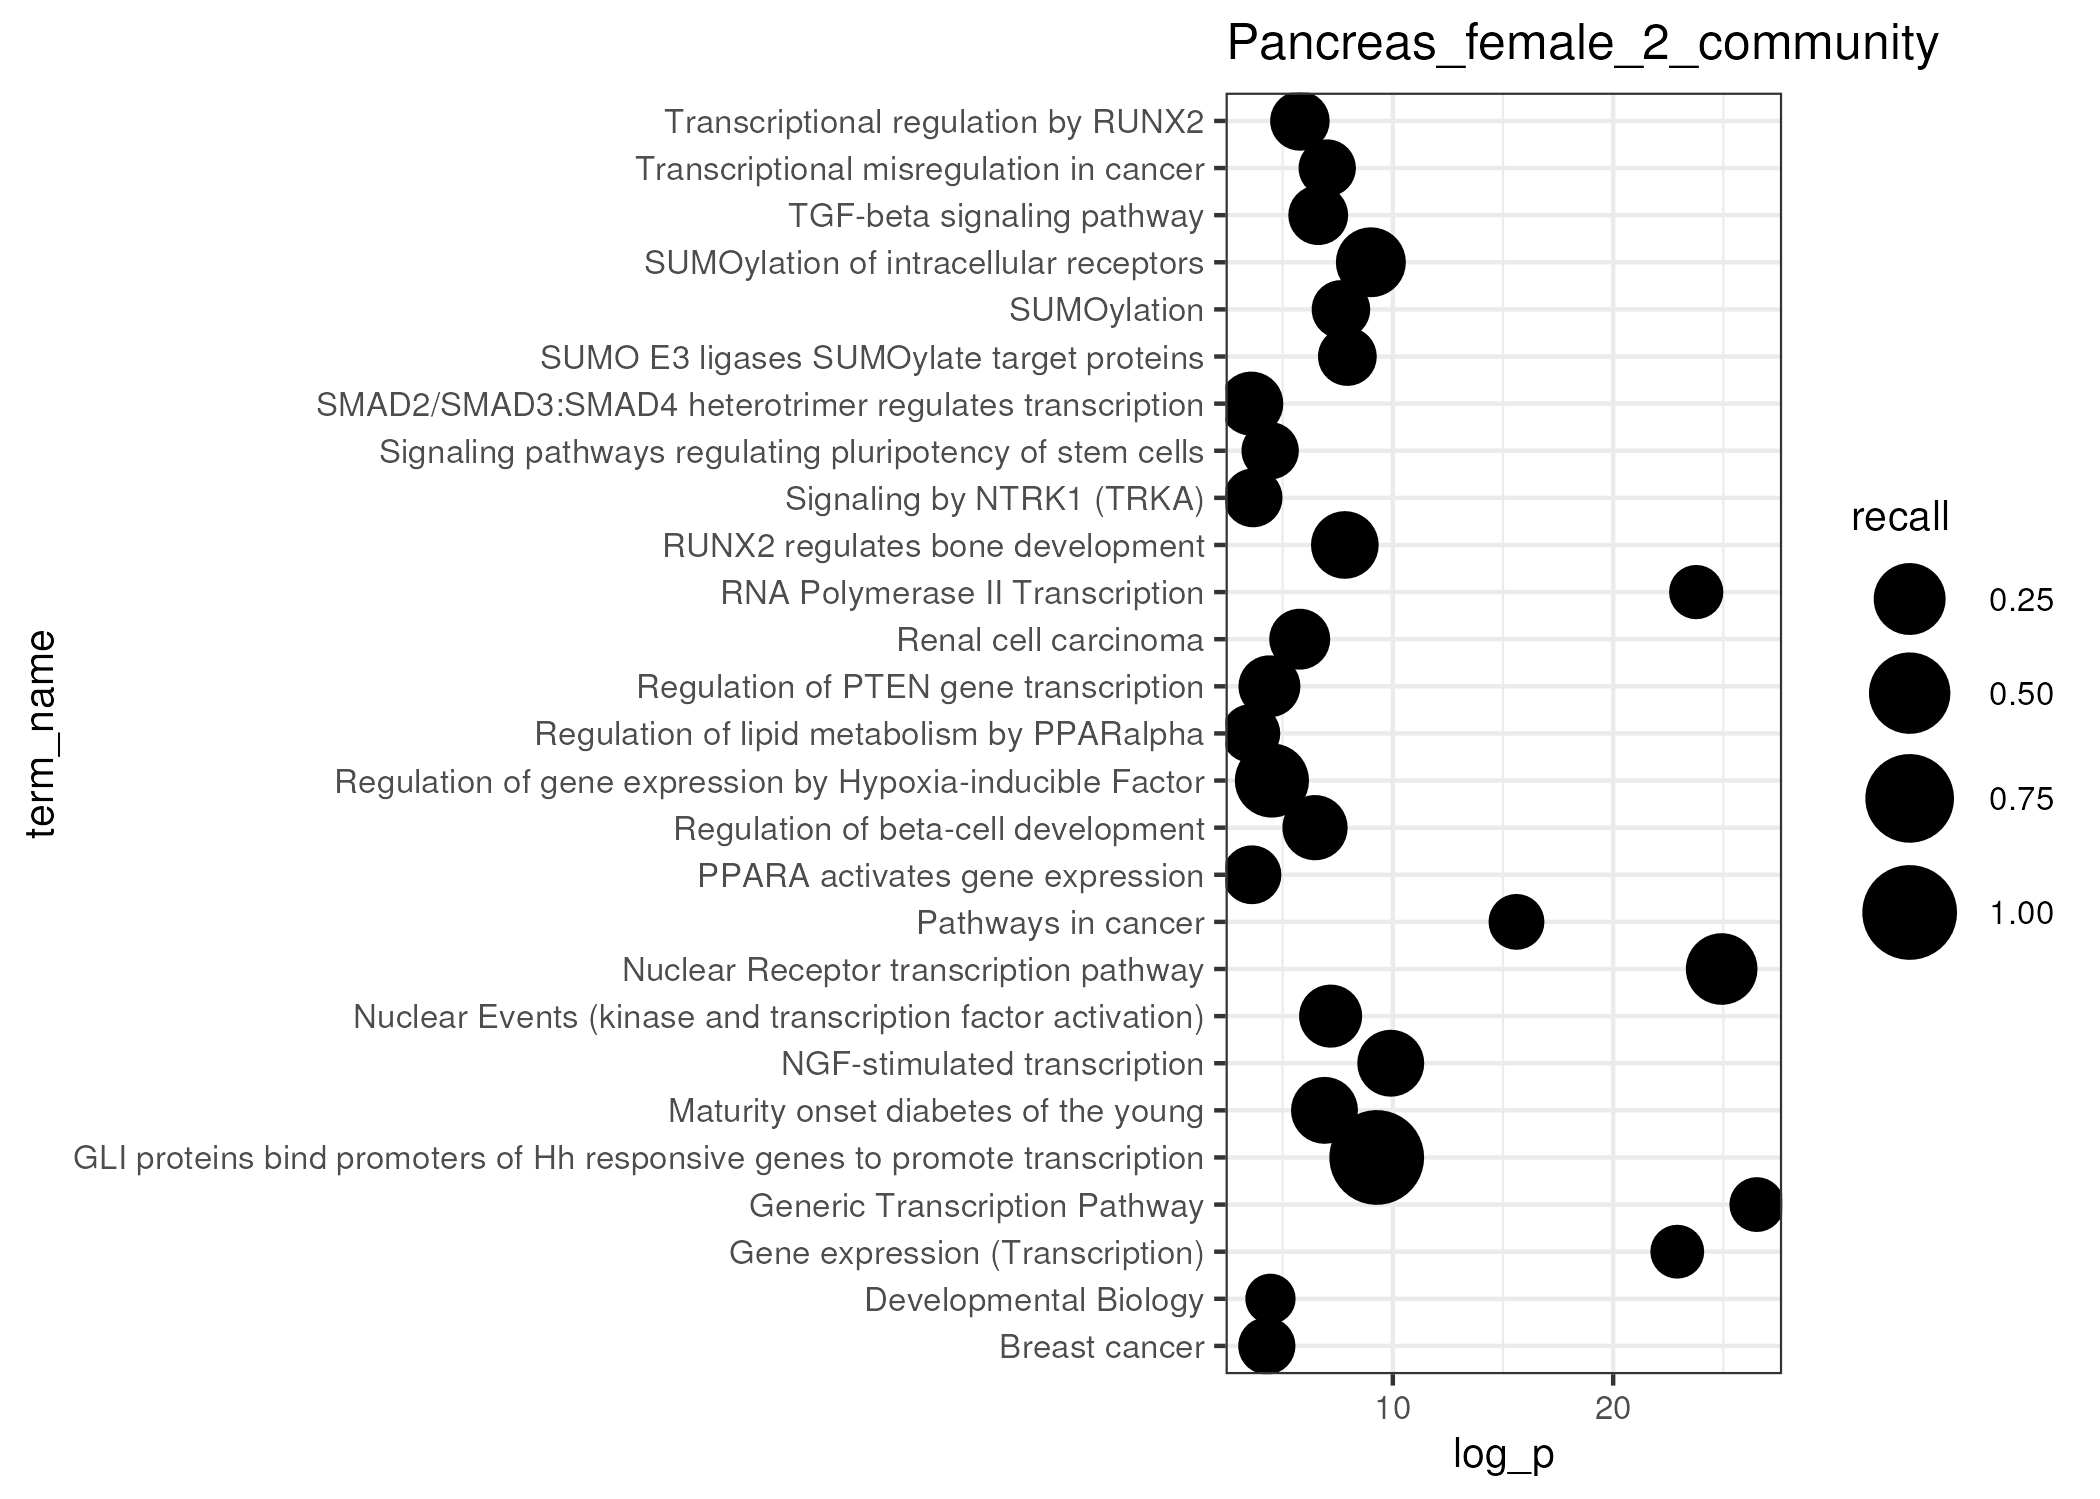 Pancreas_female_2_community
Transcriptional regulation by RUNX2
Transcriptional misregulation in cancer
TGF-beta signaling pathway
SUMOylation of intracellular receptors
SUMOylation
SUMO E3 ligases SUMOylate target proteins
SMAD2/SMAD3:SMAD4 heterotrimer regulates transcription
Signaling pathways regulating pluripotency of stem cells
Signaling by NTRK1 (TRKA)
RUNX2 regulates bone development
RNA Polymerase II Transcription
Renal cell carcinoma
Regulation of PTEN gene transcription
Regulation of lipid metabolism by PPARalpha
Regulation of gene expression by Hypoxia-inducible Factor
Regulation of beta-cell development
PPARA activates gene expression
Pathways in cancer
Nuclear Receptor transcription pathway
Nuclear Events (kinase and transcription factor activation)
NGF-stimulated transcription
Maturity onset diabetes of the young
GLI proteins bind promoters of Hh responsive genes to promote transcription
Generic Transcription Pathway
Gene expression (Transcription)
Developmental Biology
Breast cancer
term_name
10
20
log_p
recall
0.25
0.50
0.75
1.00